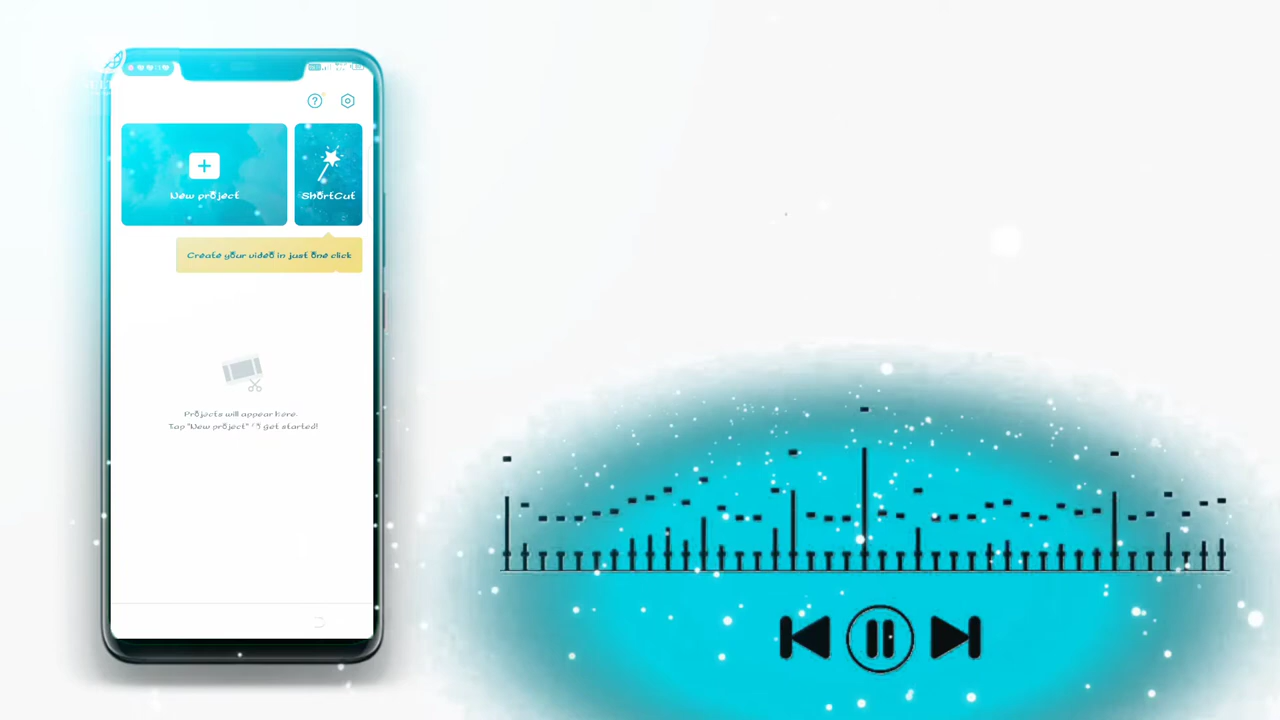 New project
ShortCut
Create your video in just one click
Projects will appear here.
Tap "New project" to get started!